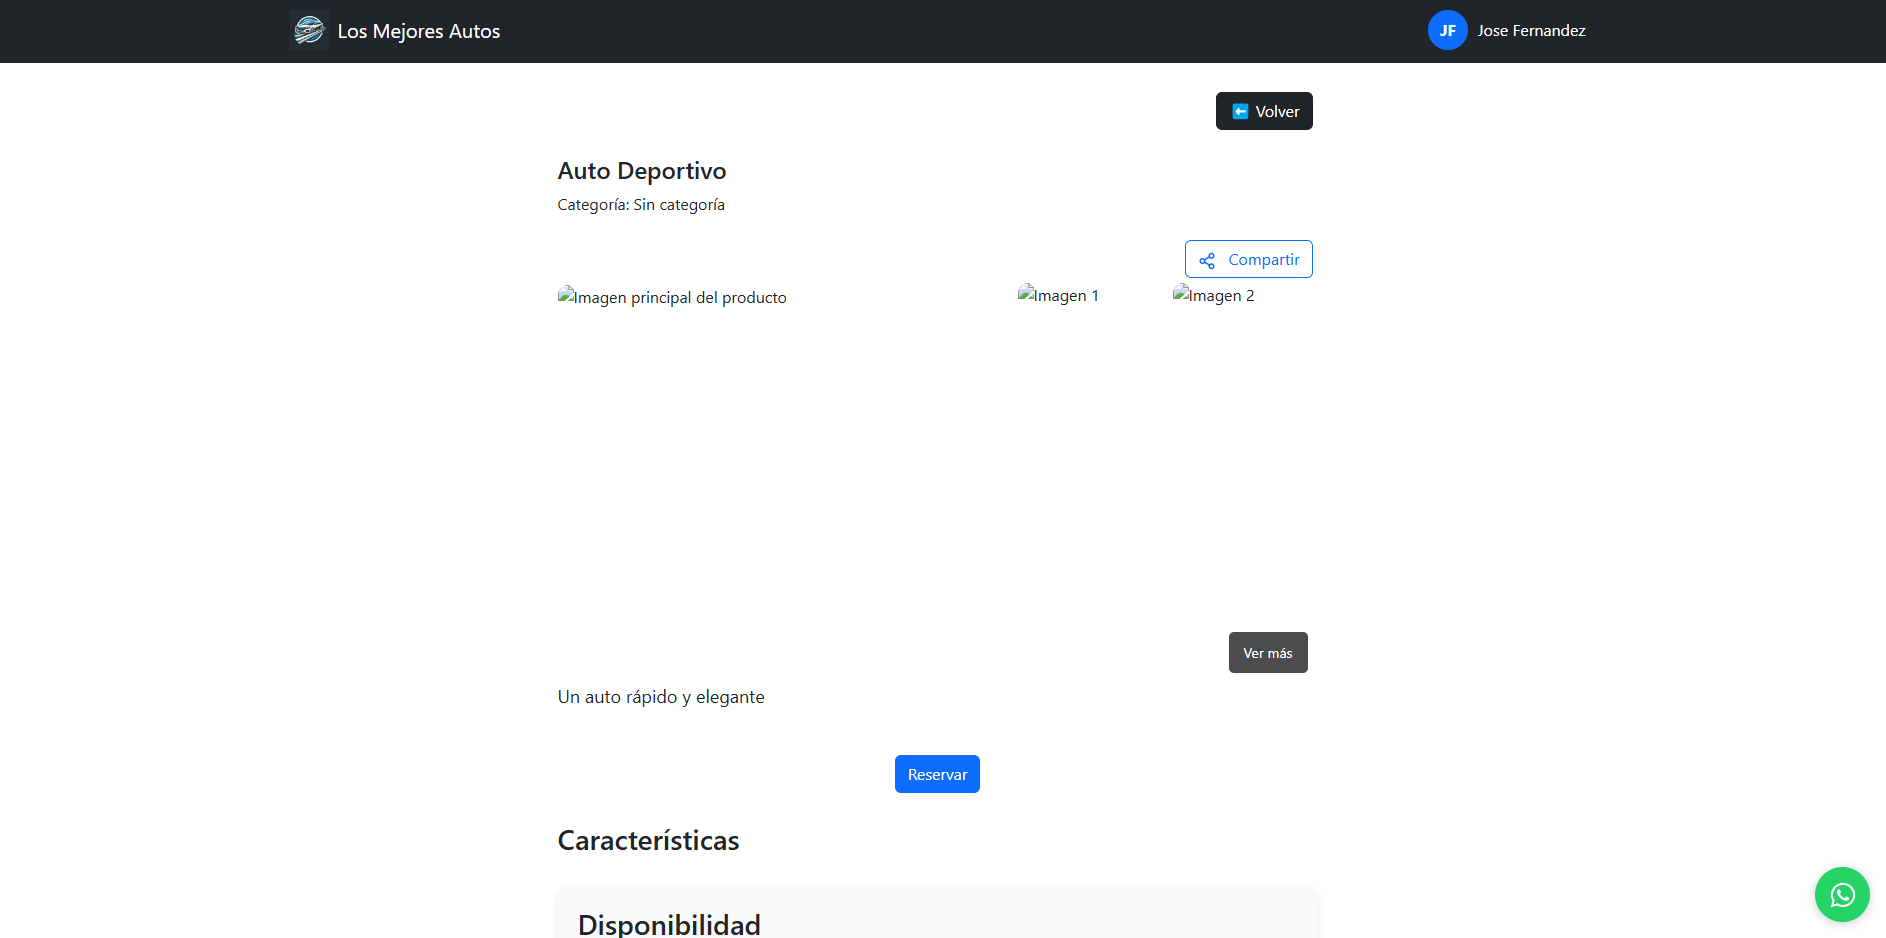 Los Mejores Autos
JF Jose Fernandez
Volver
Auto Deportivo
Categoría: Sin categoría
Compartir
Imagen principal del producto
Imagen 1
Imagen 2
Ver más
Un auto rápido y elegante
Reservar
Características
Disponibilidad